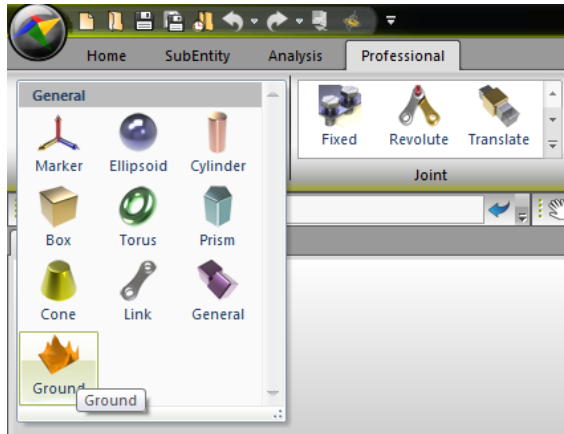 Home SubEntity Analysis Professional
General
Marker Ellipsoid Cylinder
Box Torus Prism
Cone Link General
Ground
Ground
Fixed Revolute Translate
Joint